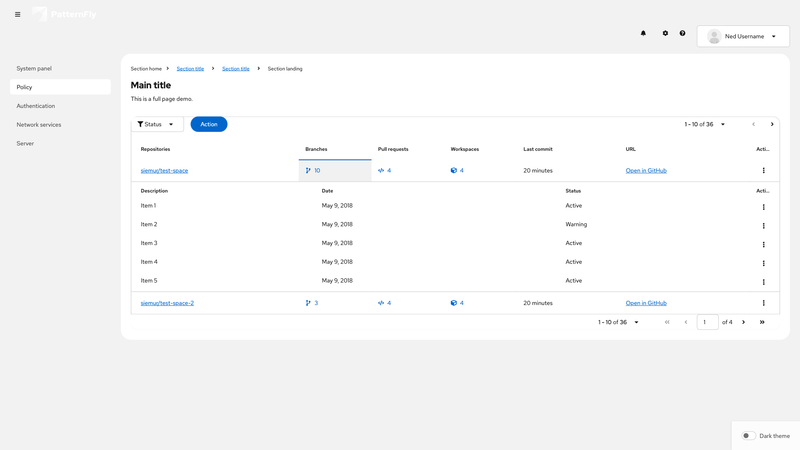 PatternFly
Ned Username
System panel
Policy
Authentication
Network services
Server
Section home
Section title
Section title
Section landing
Main title
This is a full page demo.
Status
Action
1 - 10 of 36
Repositories Branches Pull requests Workspaces Last commit URL Acti...
siemur/test-space 10 4 4 20 minutes Open in GitHub
Description Date Status Acti...
Item 1 May 9, 2018 Active
Item 2 May 9, 2018 Warning
Item 3 May 9, 2018 Active
Item 4 May 9, 2018 Active
Item 5 May 9, 2018 Active
siemur/test-space-2 3 4 4 20 minutes Open in GitHub
1 - 10 of 36 1 of 4
Dark theme